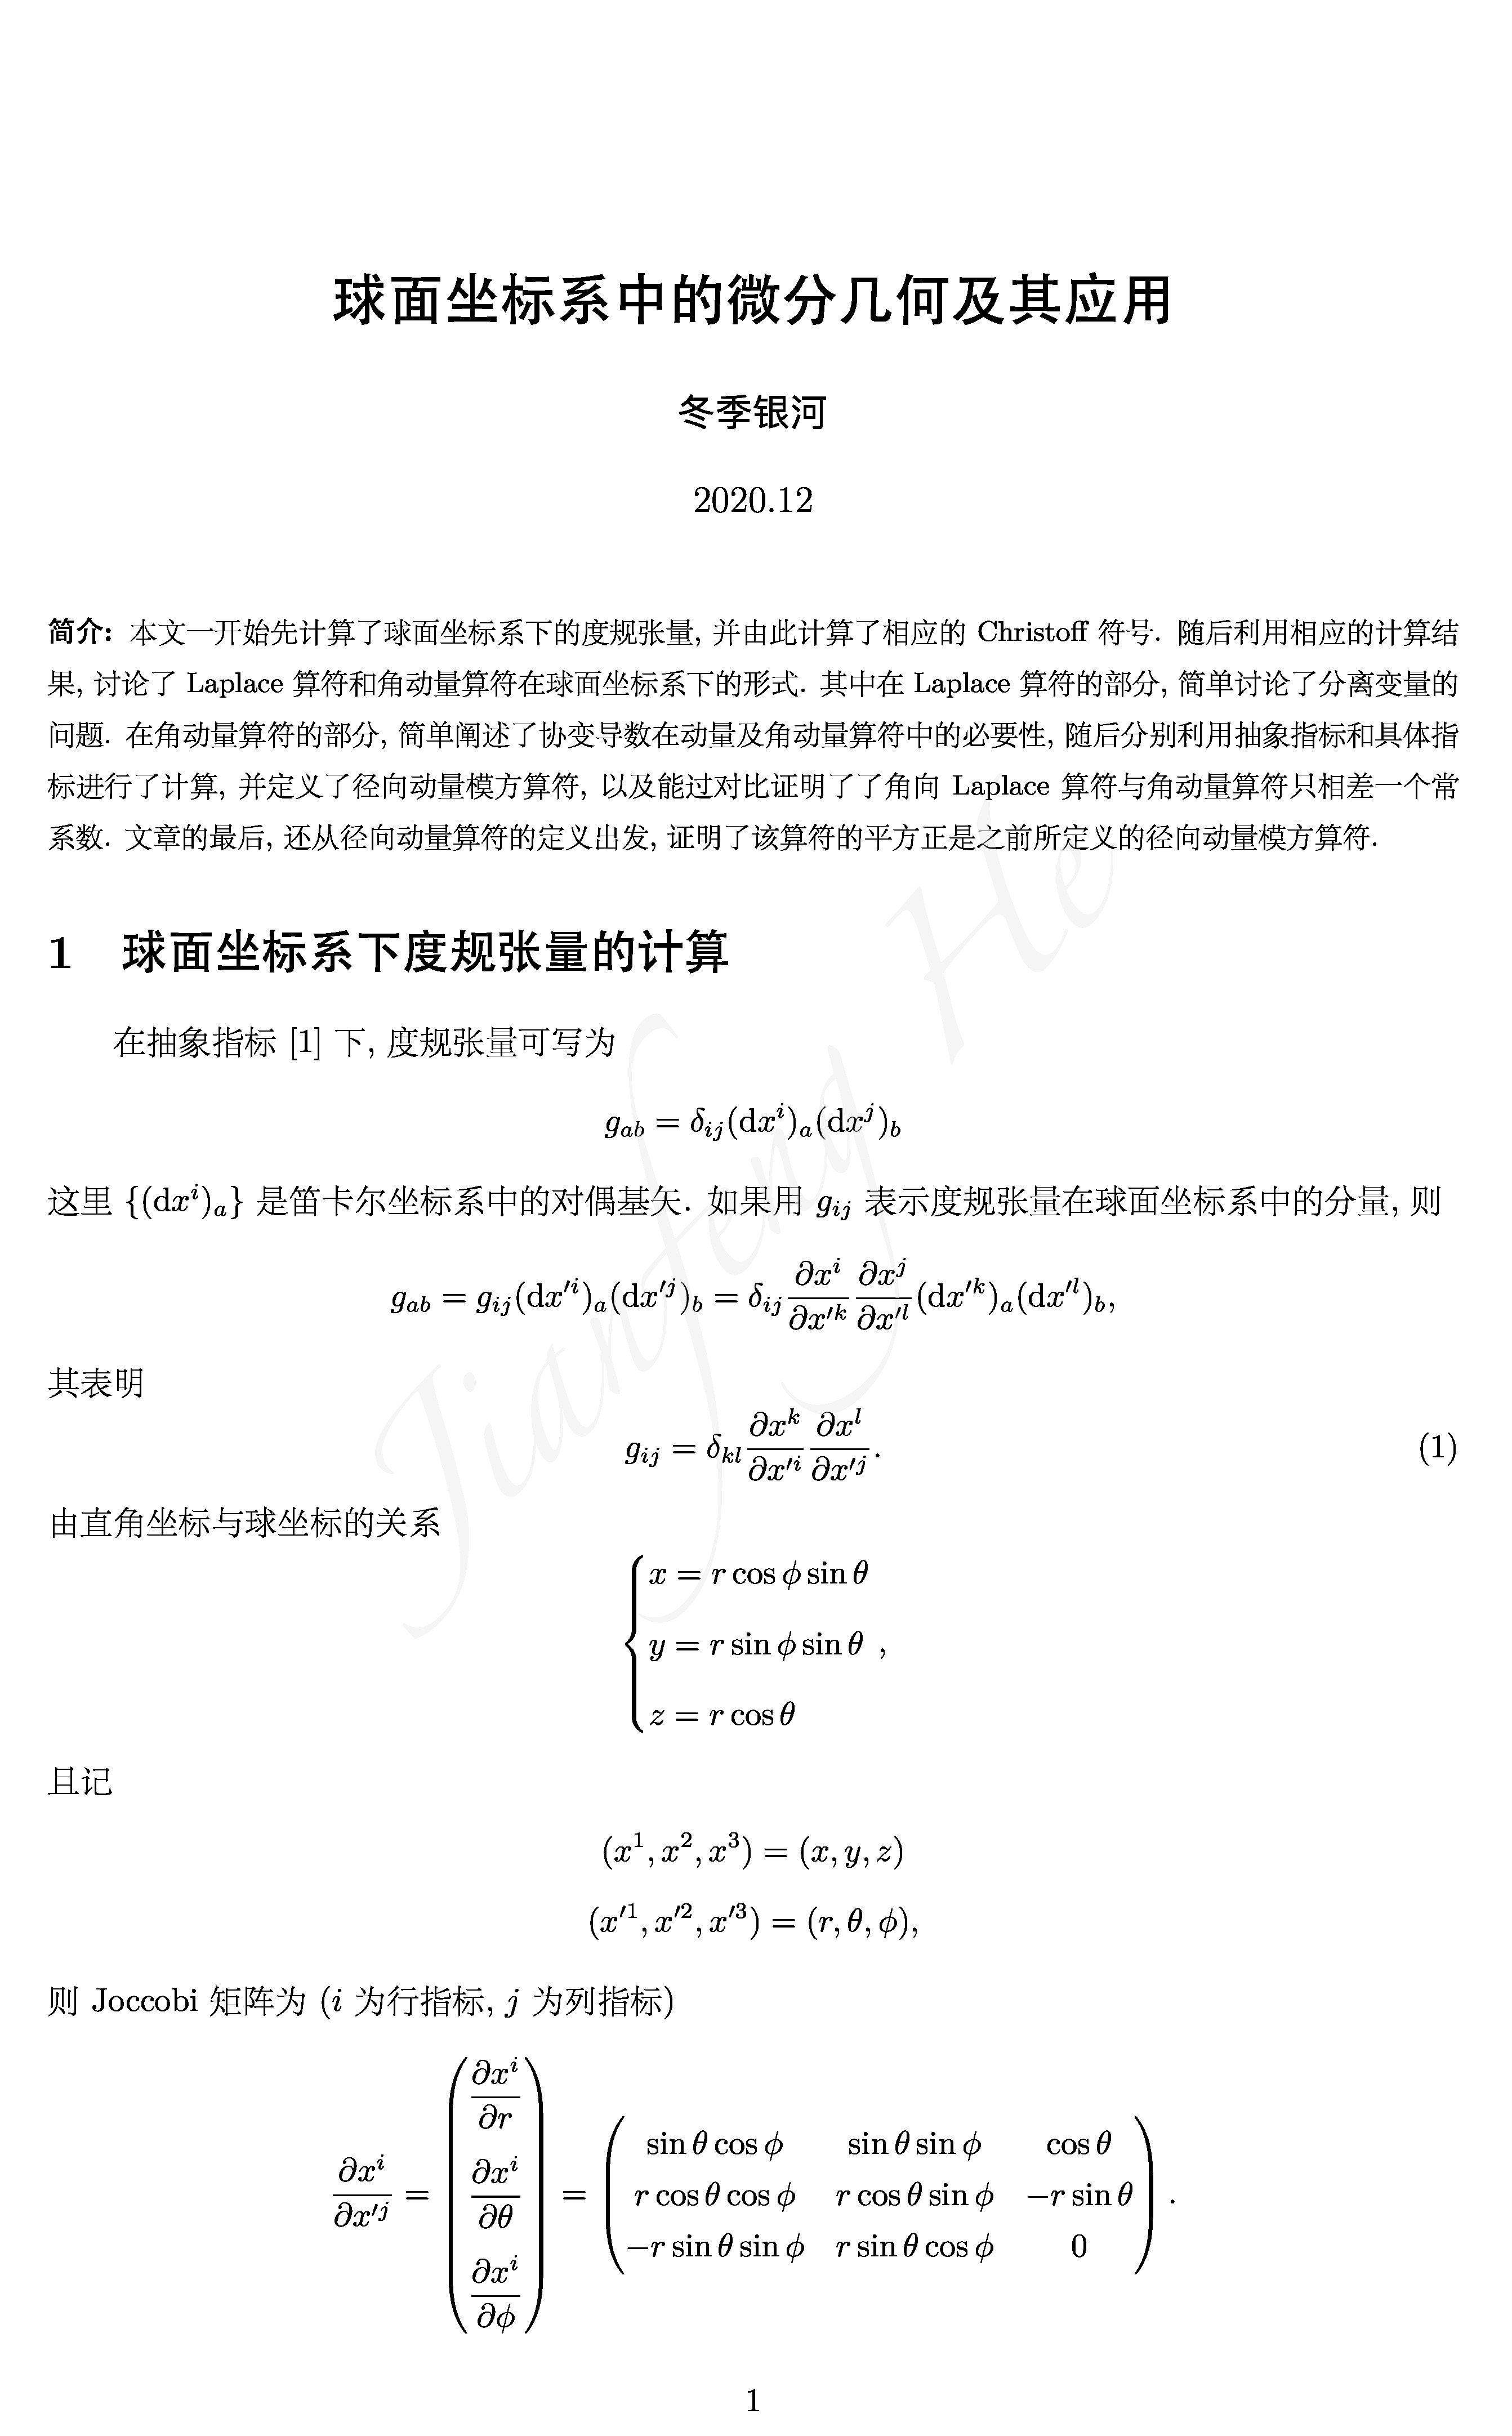 球面坐标系中的微分几何及其应用
冬季银河
2020.12
简介: 本文一开始先计算了球面坐标系下的度规张量, 并由此计算了相应的 Christoff 符号. 随后利用相应的计算结
果, 讨论了 Laplace 算符和角动量算符在球面坐标系下的形式. 其中在 Laplace 算符的部分, 简单讨论了分离变量的
问题. 在角动量算符的部分, 简单阐述了协变导数在动量及角动量算符中的必要性, 随后分别利用抽象指标和具体指
标进行了计算, 并定义了径向动量模方算符, 以及能过对比证明了了角向 Laplace 算符与角动量算符只相差一个常
系数. 文章的最后, 还从径向动量算符的定义出发, 证明了该算符的平方正是之前所定义的径向动量模方算符.
1 球面坐标系下度规张量的计算
在抽象指标 [1] 下, 度规张量可写为
$g_{ab} = \delta_{ij}(\mathrm{d}x^i)_a(\mathrm{d}x^j)_b$
这里 $\{(\mathrm{d}x^i)_a\}$ 是笛卡尔坐标系中的对偶基矢. 如果用 $g_{ij}$ 表示度规张量在球面坐标系中的分量, 则
$g_{ab} = g_{ij}(\mathrm{d}x'^i)_a(\mathrm{d}x'^j)_b = \delta_{ij}\frac{\partial x^i}{\partial x'^k}\frac{\partial x^j}{\partial x'^l}(\mathrm{d}x'^k)_a(\mathrm{d}x'^l)_b,$
其表明
$g_{ij} = \delta_{kl}\frac{\partial x^k}{\partial x'^i}\frac{\partial x^l}{\partial x'^j}.$ (1)
由直角坐标与球坐标的关系
$\begin{cases} x = r\cos\phi\sin\theta \\ y = r\sin\phi\sin\theta \\ z = r\cos\theta \end{cases},$
且记
$(x^1, x^2, x^3) = (x, y, z)$
$(x'^1, x'^2, x'^3) = (r, \theta, \phi),$
则 Joccobi 矩阵为 ($i$ 为行指标, $j$ 为列指标)
$\frac{\partial x^i}{\partial x'^j} = \begin{pmatrix} \frac{\partial x^i}{\partial r} \\ \frac{\partial x^i}{\partial \theta} \\ \frac{\partial x^i}{\partial \phi} \end{pmatrix} = \begin{pmatrix} \sin\theta\cos\phi & \sin\theta\sin\phi & \cos\theta \\ r\cos\theta\cos\phi & r\cos\theta\sin\phi & -r\sin\theta \\ -r\sin\theta\sin\phi & r\sin\theta\cos\phi & 0 \end{pmatrix}.$
1
Jianfeng He